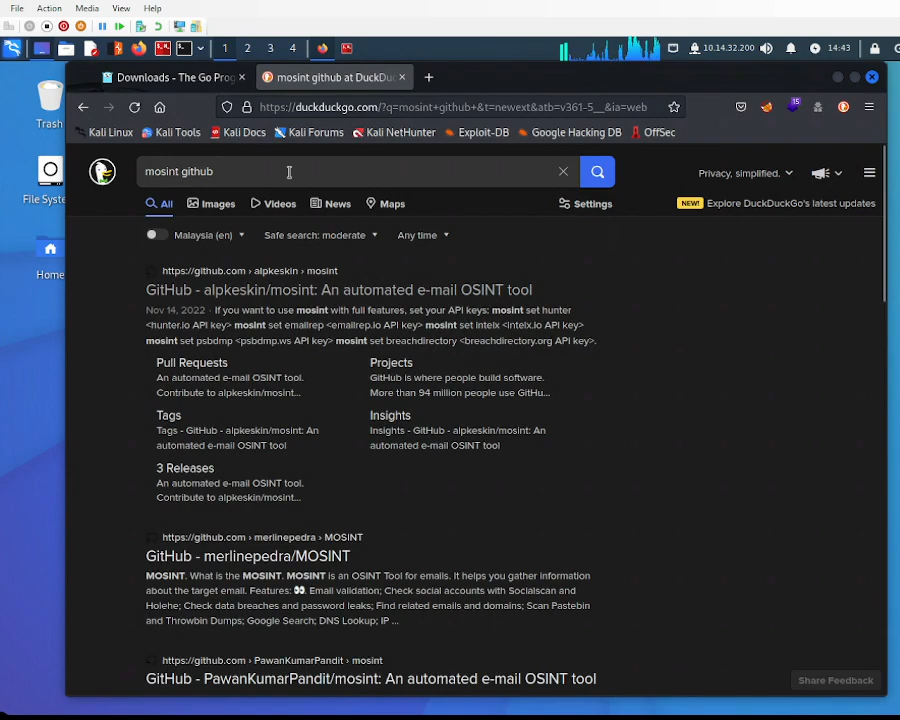 File Action Media View Help
1 2 3 4
10.14.32.200 14:43
Downloads - The Go Prog
mosint github at DuckDu
https://duckduckgo.com/?q=mosint+github+&t=newext&atb=v361-5__&ia=web
15
Kali Linux Kali Tools Kali Docs Kali Forums Kali NetHunter Exploit-DB Google Hacking DB OffSec
Trash
File Sys
Home
mosint github
Privacy, simplified.
All Images Videos News Maps Settings
NEW! Explore DuckDuckGo's latest updates
Malaysia (en) Safe search: moderate Any time
https://github.com › alpkeskin › mosint
GitHub - alpkeskin/mosint: An automated e-mail OSINT tool
Nov 14, 2022 · If you want to use mosint with full features, set your API keys: mosint set hunter
<hunter.io API key> mosint set emailrep <emailrep.io API key> mosint set intelx <intelx.io API key>
mosint set psbdmp <psbdmp.ws API key> mosint set breachdirectory <breachdirectory.org API key>.
Pull Requests
An automated e-mail OSINT tool.
Contribute to alpkeskin/mosint...
Projects
GitHub is where people build software.
More than 94 million people use GitHu...
Tags
Tags - GitHub - alpkeskin/mosint: An
automated e-mail OSINT tool
Insights
Insights - GitHub - alpkeskin/mosint: An
automated e-mail OSINT tool
3 Releases
An automated e-mail OSINT tool.
Contribute to alpkeskin/mosint...
https://github.com › merlinepedra › MOSINT
GitHub - merlinepedra/MOSINT
MOSINT. What is the MOSINT. MOSINT is an OSINT Tool for emails. It helps you gather information
about the target email. Features: 👀. Email validation; Check social accounts with Socialscan and
Holehe; Check data breaches and password leaks; Find related emails and domains; Scan Pastebin
and Throwbin Dumps; Google Search; DNS Lookup; IP ...
https://github.com › PawanKumarPandit › mosint
GitHub - PawanKumarPandit/mosint: An automated e-mail OSINT tool
Share Feedback